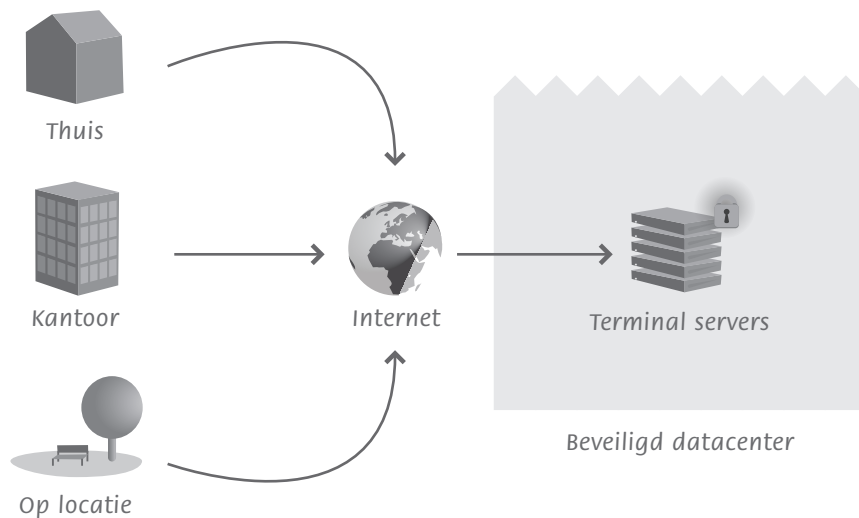 Thuis
Kantoor
Internet
Terminal servers
Beveiligd datacenter
Op locatie